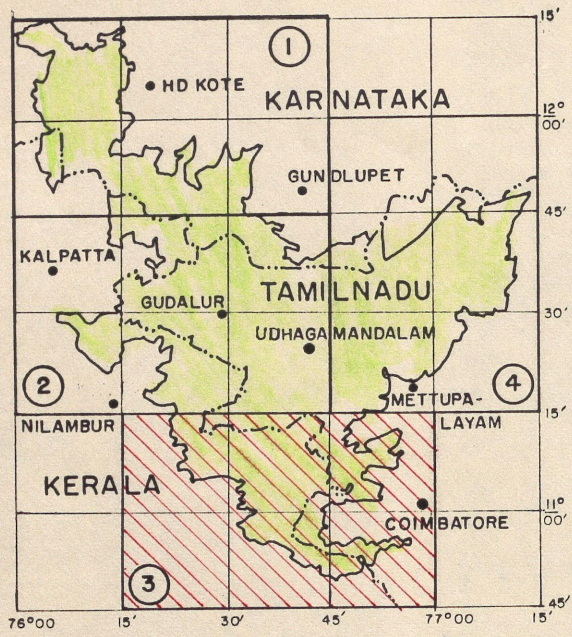 15'
1
HD KOTE
KARNATAKA
12°
00'
GUNDLUPET
45'
KALPATTA
TAMILNADU
GUDALUR
30'
UDHAGAMANDALAM
2
4
METTUPA-
LAYAM
15'
NILAMBUR
KERALA
11°
00'
COIMBATORE
3
45'
76°00 15' 30' 45' 77°00